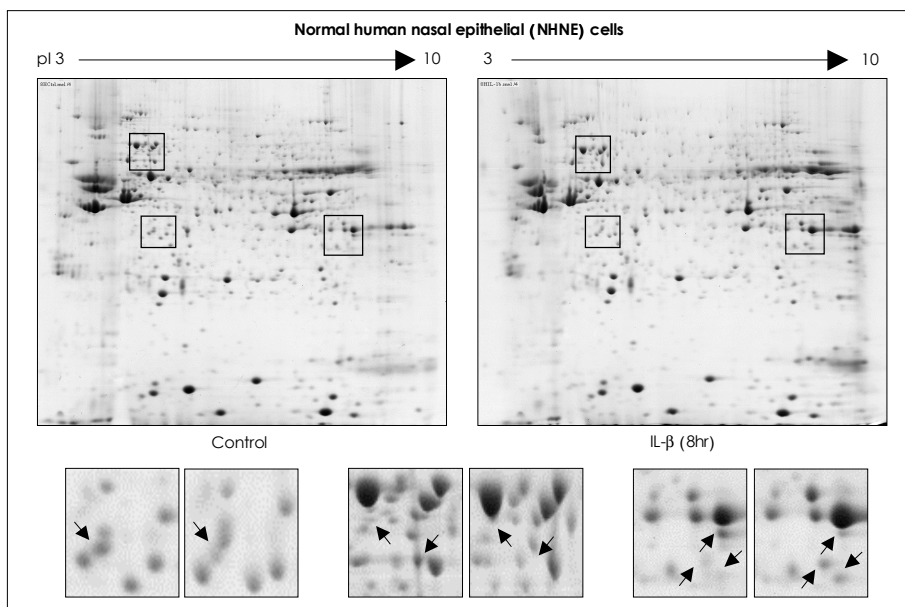 Normal human nasal epithelial (NHNE) cells
pI 3 10
3 10
Control
IL-β (8hr)